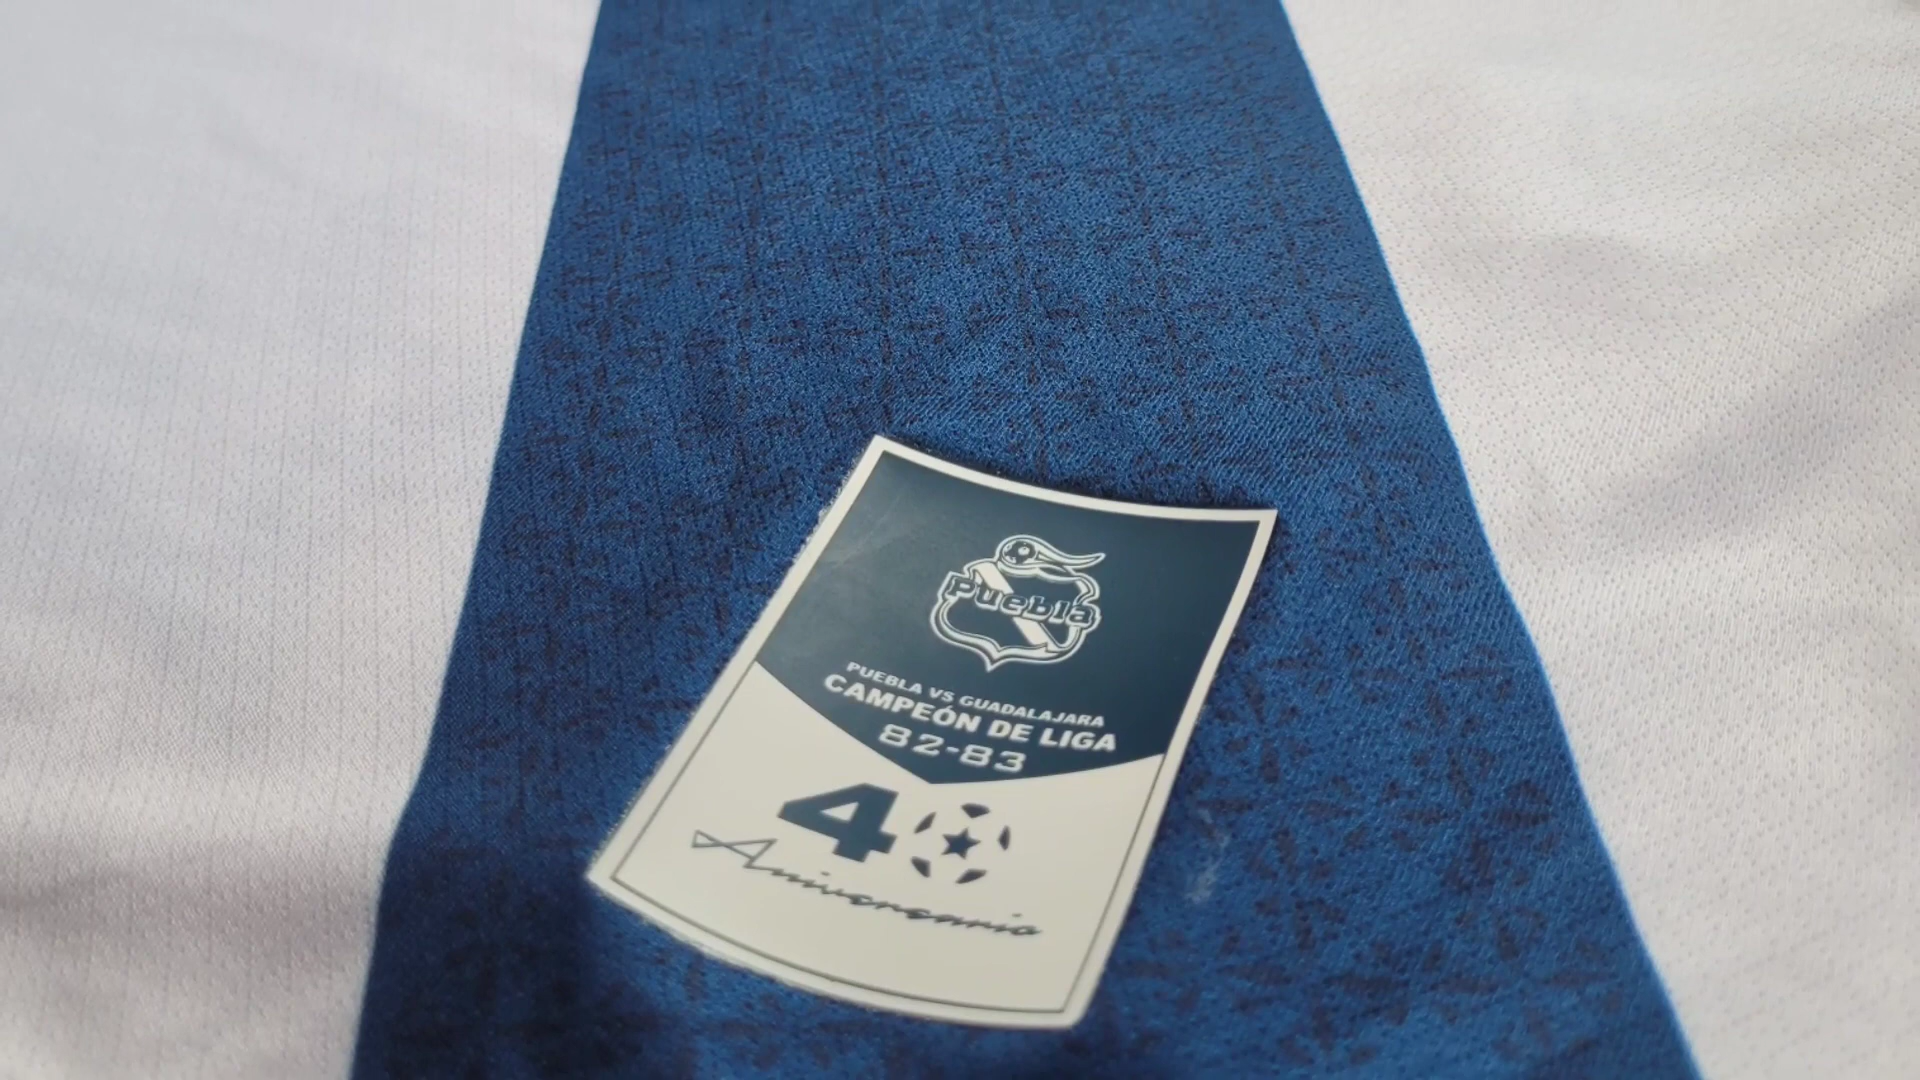 Puebla
PUEBLA VS GUADALAJARA
CAMPEÓN DE LIGA
82-83
40
Aniversario